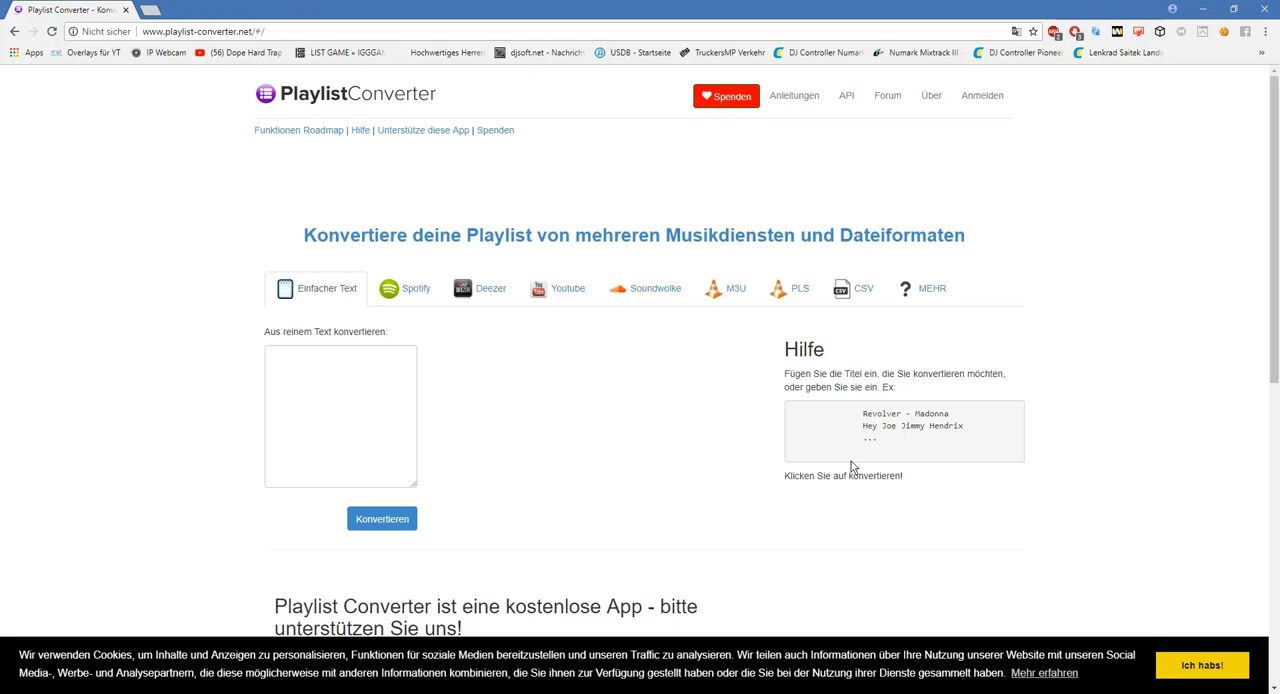 Playlist Converter - Konv
Nicht sicher | www.playlist-converter.net/#/
Apps Overlays für YT IP Webcam (56) Dope Hard Trap LIST GAME « IGGGA Hochwertiges Herren djsoft.net - Nachricht USDB - Startseite TruckersMP Verkehr DJ Controller Numar Numark Mixtrack III - DJ Controller Pioneer Lenkrad Saitek Land »
PlaylistConverter
Spenden Anleitungen API Forum Über Anmelden
Funktionen Roadmap | Hilfe | Unterstütze diese App | Spenden
Konvertiere deine Playlist von mehreren Musikdiensten und Dateiformaten
Einfacher Text Spotify Deezer Youtube Soundwolke M3U PLS CSV MEHR
Aus reinem Text konvertieren:
Hilfe
Fügen Sie die Titel ein, die Sie konvertieren möchten,
oder geben Sie sie ein. Ex:
Revolver - Madonna
Hey Joe Jimmy Hendrix
...
Klicken Sie auf konvertieren!
Konvertieren
Playlist Converter ist eine kostenlose App - bitte
unterstützen Sie uns!
Wir verwenden Cookies, um Inhalte und Anzeigen zu personalisieren, Funktionen für soziale Medien bereitzustellen und unseren Traffic zu analysieren. Wir teilen auch Informationen über Ihre Nutzung unserer Website mit unseren Social
Media-, Werbe- und Analysepartnern, die diese möglicherweise mit anderen Informationen kombinieren, die Sie ihnen zur Verfügung gestellt haben oder die Sie bei der Nutzung ihrer Dienste gesammelt haben. Mehr erfahren
Ich habs!